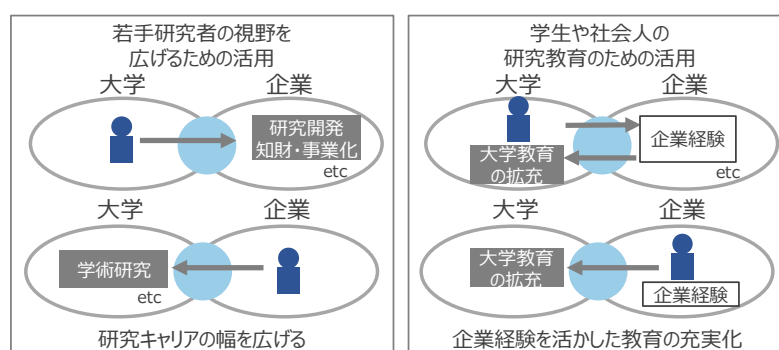 若手研究者の視野を
広げるための活用
大学
企業
研究開発
知財・事業化
etc
大学
企業
学術研究
etc
研究キャリアの幅を広げる
学生や社会人の
研究教育のための活用
大学
企業
企業経験
大学教育
の拡充
etc
大学
企業
大学教育
の拡充
企業経験
企業経験を活かした教育の充実化